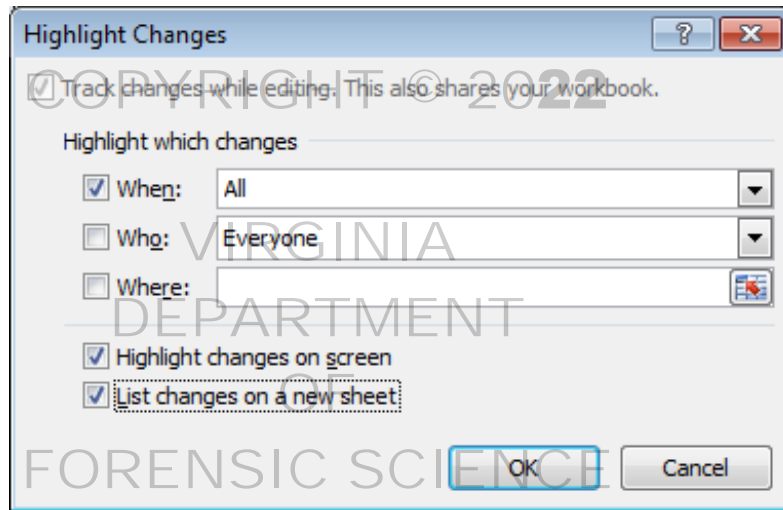 Highlight Changes
COPYRIGHT © 2022
Track changes while editing. This also shares your workbook.
Highlight which changes
When: All
Who: Everyone
VIRGINIA
Where:
DEPARTMENT
Highlight changes on screen
List changes on a new sheet
OF
FORENSIC SCIENCE
OK Cancel